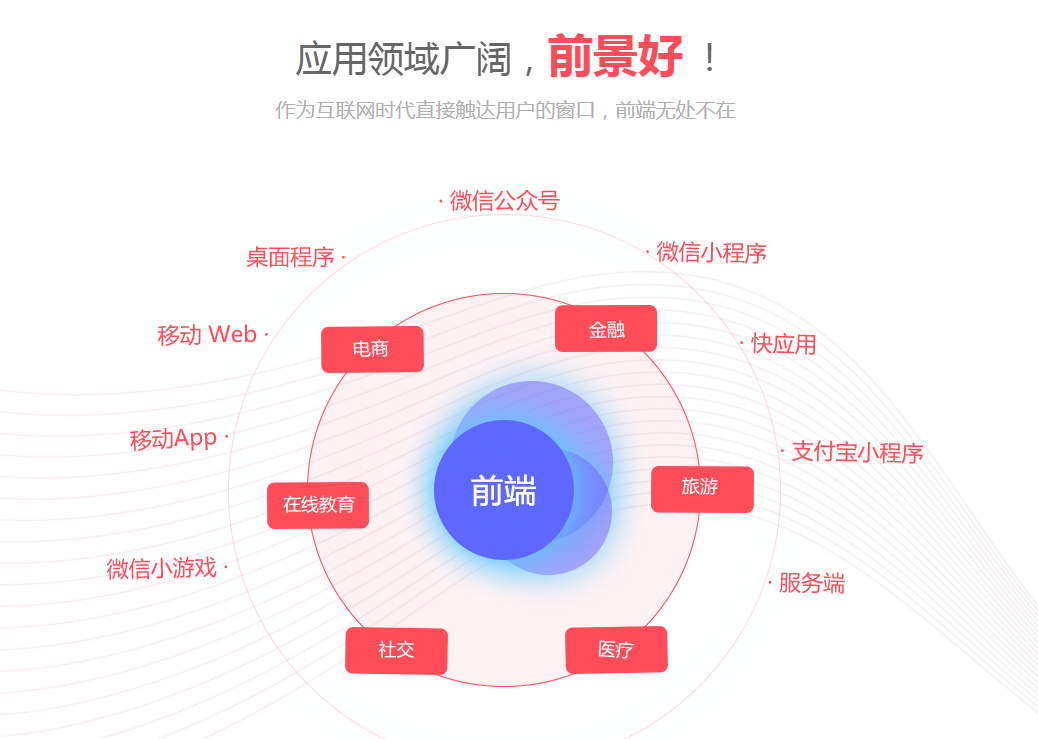 应用领域广阔，前景好！
作为互联网时代直接触达用户的窗口，前端无处不在
· 微信公众号
桌面程序 ·
· 微信小程序
移动 Web ·
电商
金融
· 快应用
移动App ·
· 支付宝小程序
在线教育
前端
旅游
微信小游戏 ·
· 服务端
社交
医疗